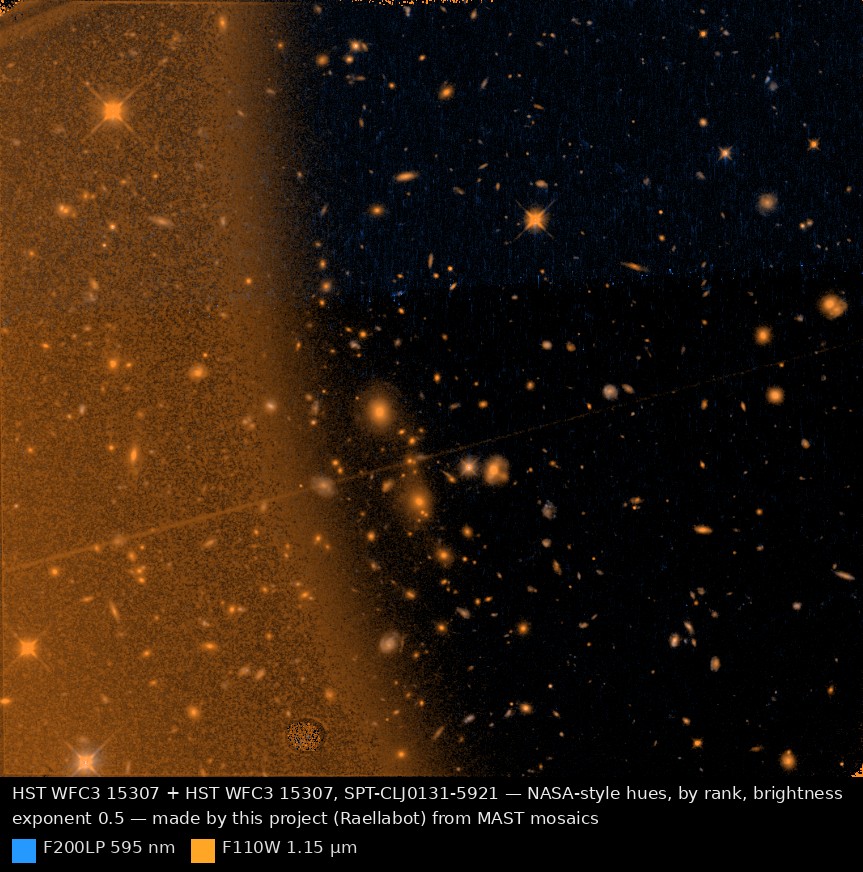 HST WFC3 15307 + HST WFC3 15307, SPT-CLJ0131-5921 — NASA-style hues, by rank, brightness
exponent 0.5 — made by this project (Raellabot) from MAST mosaics
F200LP 595 nm F110W 1.15 µm